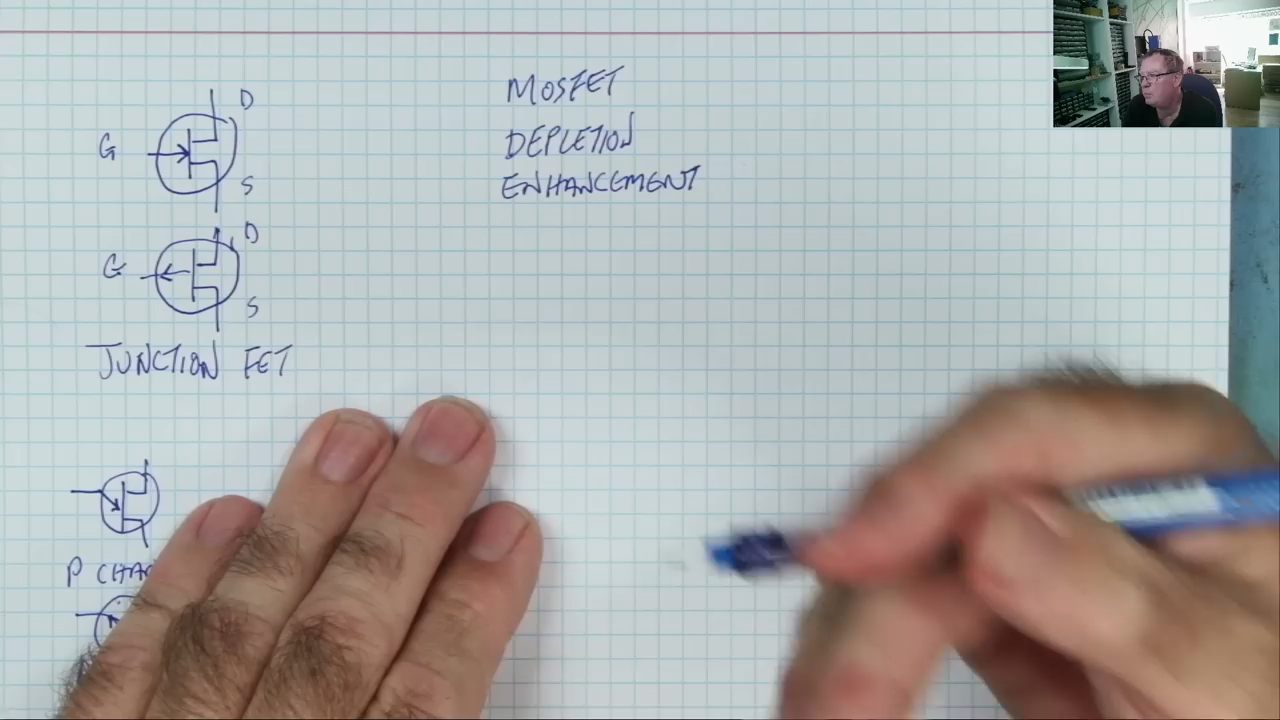 D
G
S
D
G
S
JUNCTION FET
P
MOSFET
DEPLETION
ENHANCEMENT